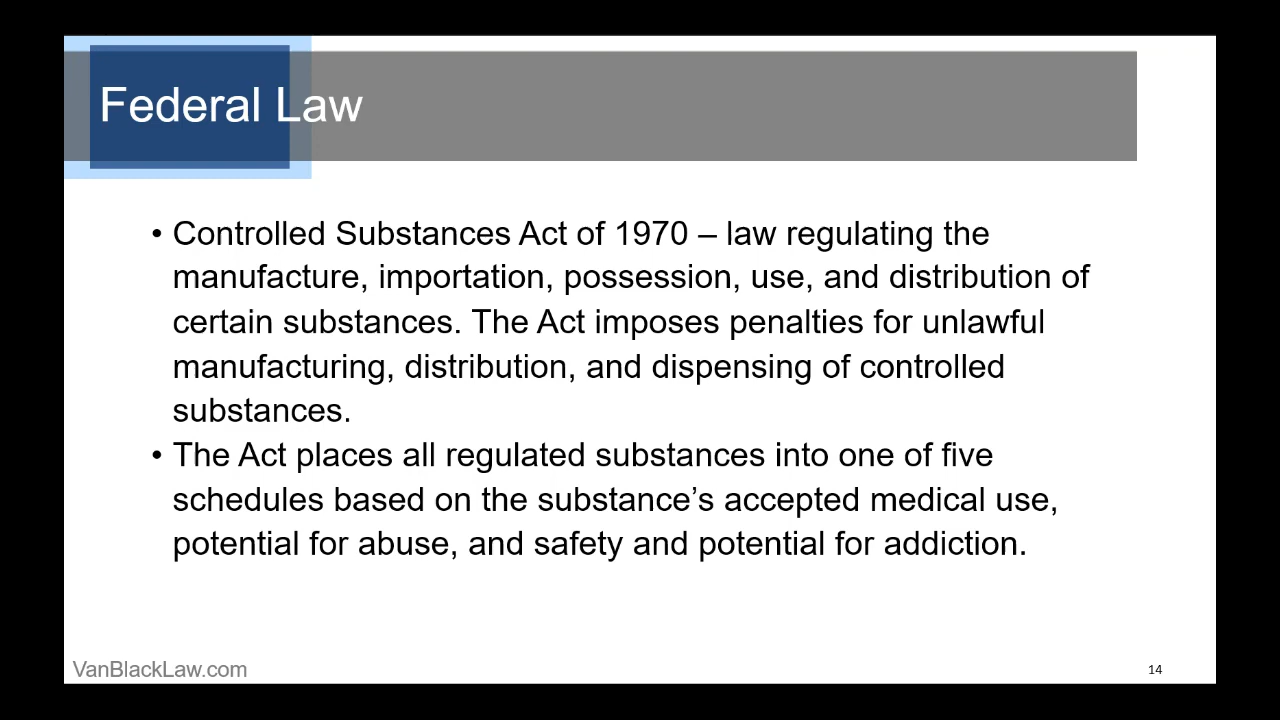 Federal Law
• Controlled Substances Act of 1970 – law regulating the
manufacture, importation, possession, use, and distribution of
certain substances. The Act imposes penalties for unlawful
manufacturing, distribution, and dispensing of controlled
substances.
• The Act places all regulated substances into one of five
schedules based on the substance’s accepted medical use,
potential for abuse, and safety and potential for addiction.
VanBlackLaw.com
14